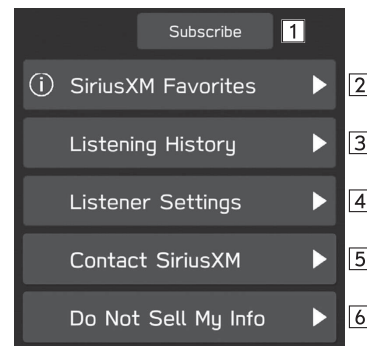 Subscribe 1
SiriusXM Favorites 2
Listening History 3
Listener Settings 4
Contact SiriusXM 5
Do Not Sell My Info 6